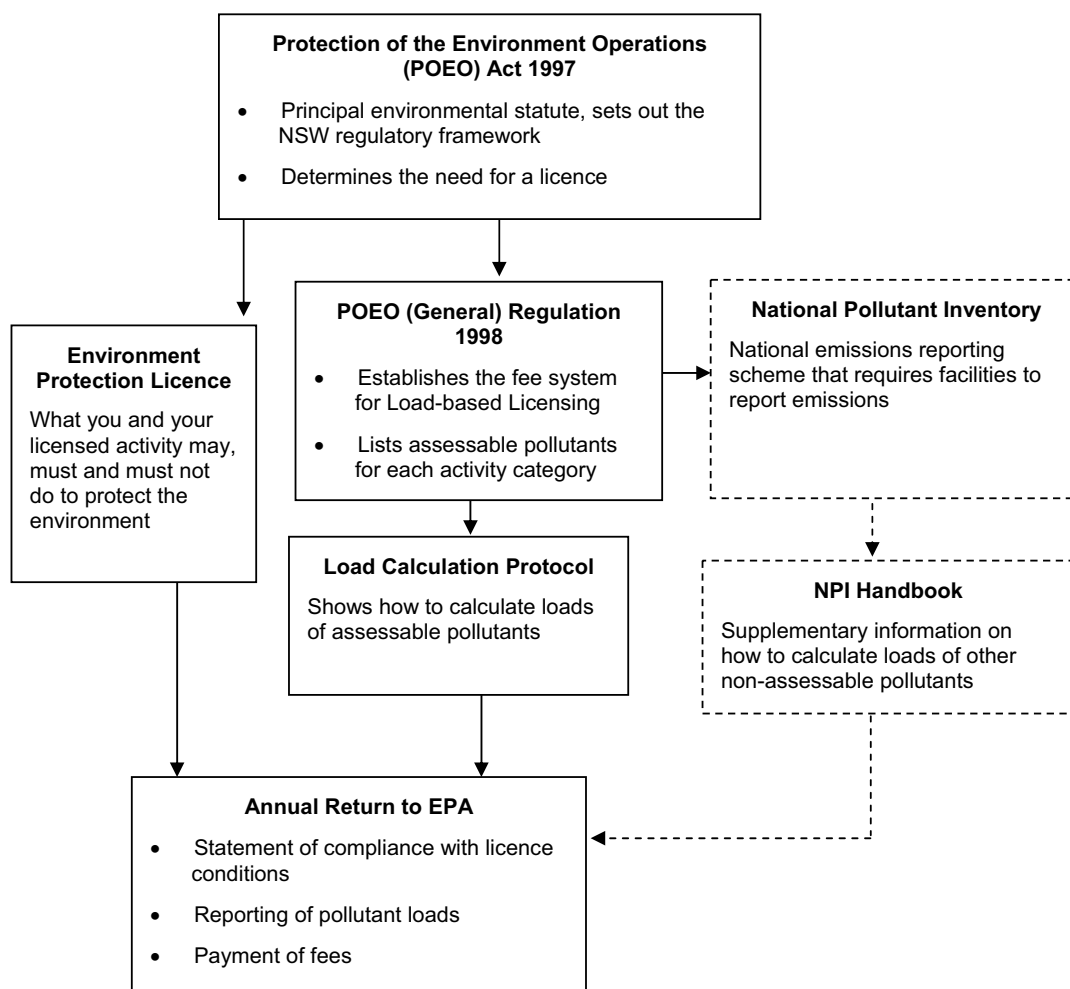 Protection of the Environment Operations
(POEO) Act 1997
• Principal environmental statute, sets out the
NSW regulatory framework
• Determines the need for a licence
POEO (General) Regulation
1998
• Establishes the fee system
for Load-based Licensing
• Lists assessable pollutants
for each activity category
National Pollutant Inventory
National emissions reporting
scheme that requires facilities to
report emissions
Environment
Protection Licence
What you and your
licensed activity may,
must and must not
do to protect the
environment
Load Calculation Protocol
Shows how to calculate loads
of assessable pollutants
NPI Handbook
Supplementary information on
how to calculate loads of other
non-assessable pollutants
Annual Return to EPA
• Statement of compliance with licence
conditions
• Reporting of pollutant loads
• Payment of fees